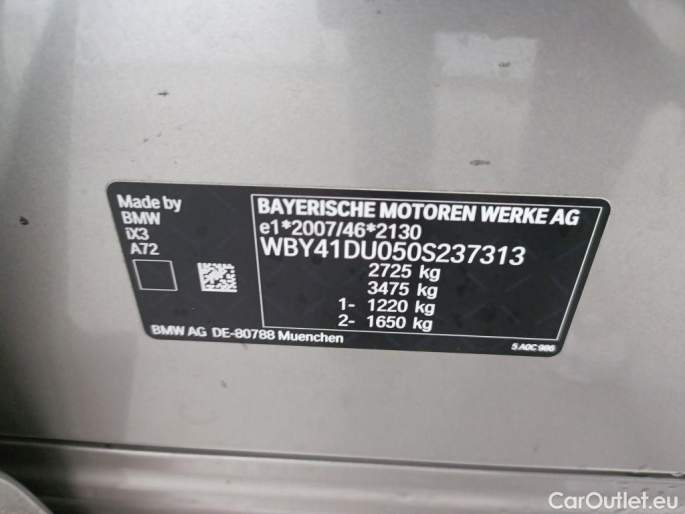 Made by
BMW
iX3
A72
BAYERISCHE MOTOREN WERKE AG
e1*2007/46*2130
WBY41DU050S237313
2725 kg
3475 kg
1- 1220 kg
2- 1650 kg
BMW AG DE-80788 Muenchen
5 A0C 986
CarOutlet.eu